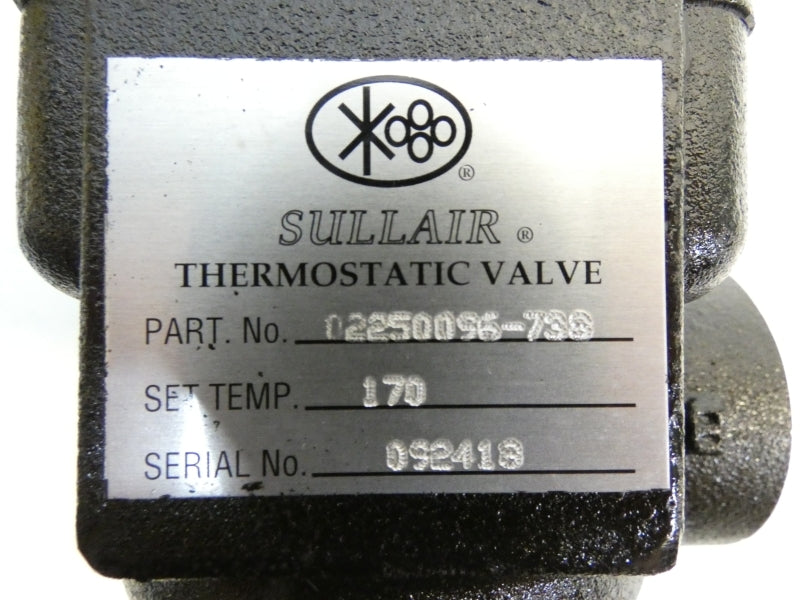 ®
SULLAIR ®
THERMOSTATIC VALVE
PART. No. 02250096-738
SET TEMP. 170
SERIAL No. 092418